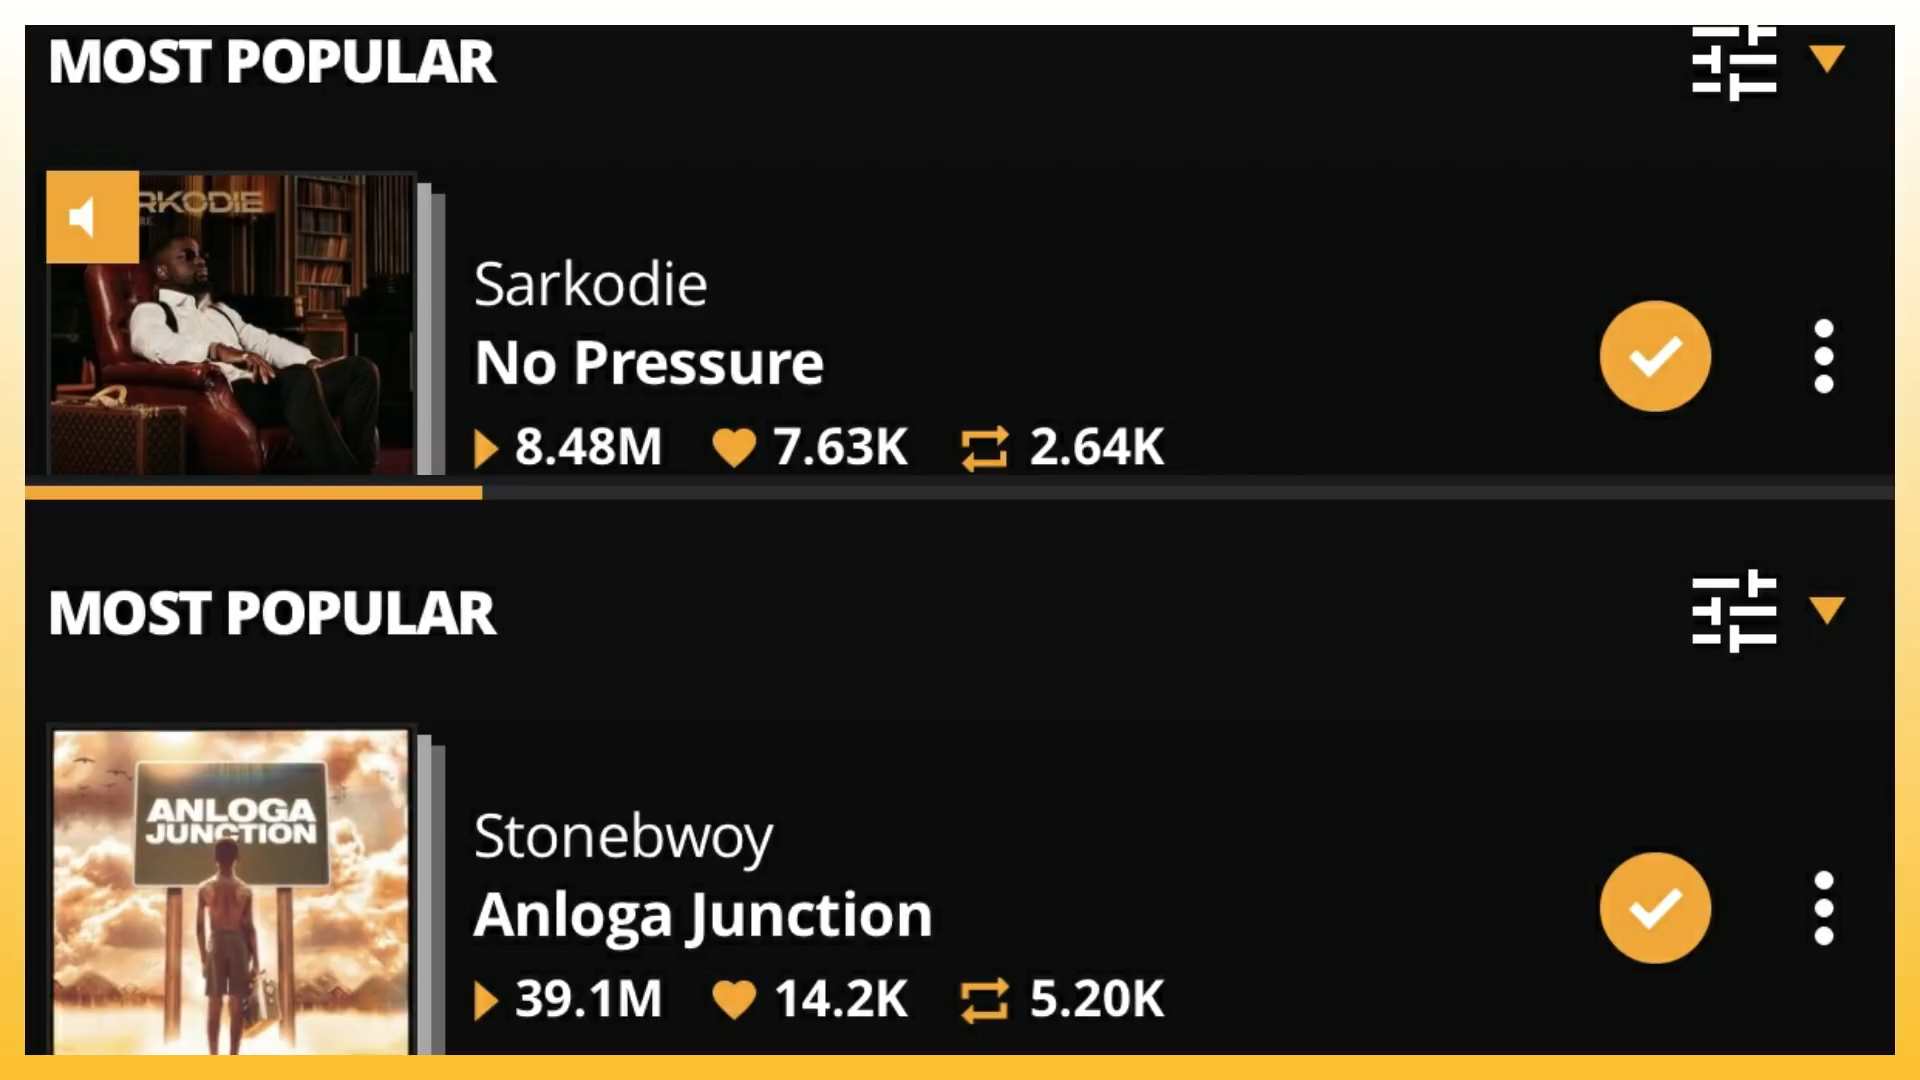 MOST POPULAR
RKODIE
RE.
Sarkodie
No Pressure
8.48M 7.63K 2.64K
MOST POPULAR
ANLOGA
JUNCTION
Stonebwoy
Anloga Junction
39.1M 14.2K 5.20K